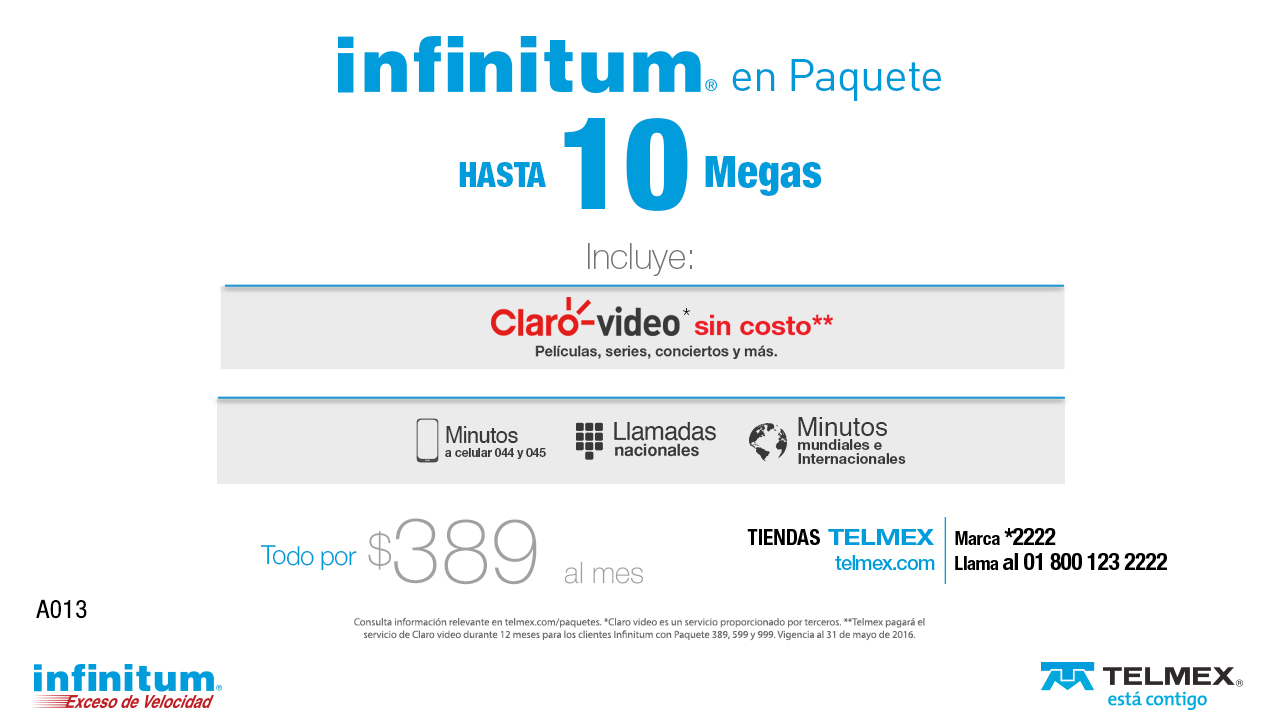 infinitum® en Paquete
HASTA 10 Megas
Incluye:
Claro-video* sin costo**
Películas, series, conciertos y más.
Minutos
a celular 044 y 045
Llamadas
nacionales
Minutos
mundiales e
Internacionales
Todo por $389 al mes
TIENDAS TELMEX
telmex.com
Marca *2222
Llama al 01 800 123 2222
A013
Consulta información relevante en telmex.com/paquetes. *Claro video es un servicio proporcionado por terceros. **Telmex pagará el
servicio de Claro video durante 12 meses para los clientes Infinitum con Paquete 389, 599 y 999. Vigencia al 31 de mayo de 2016.
infinitum®
Exceso de Velocidad
TELMEX®
está contigo